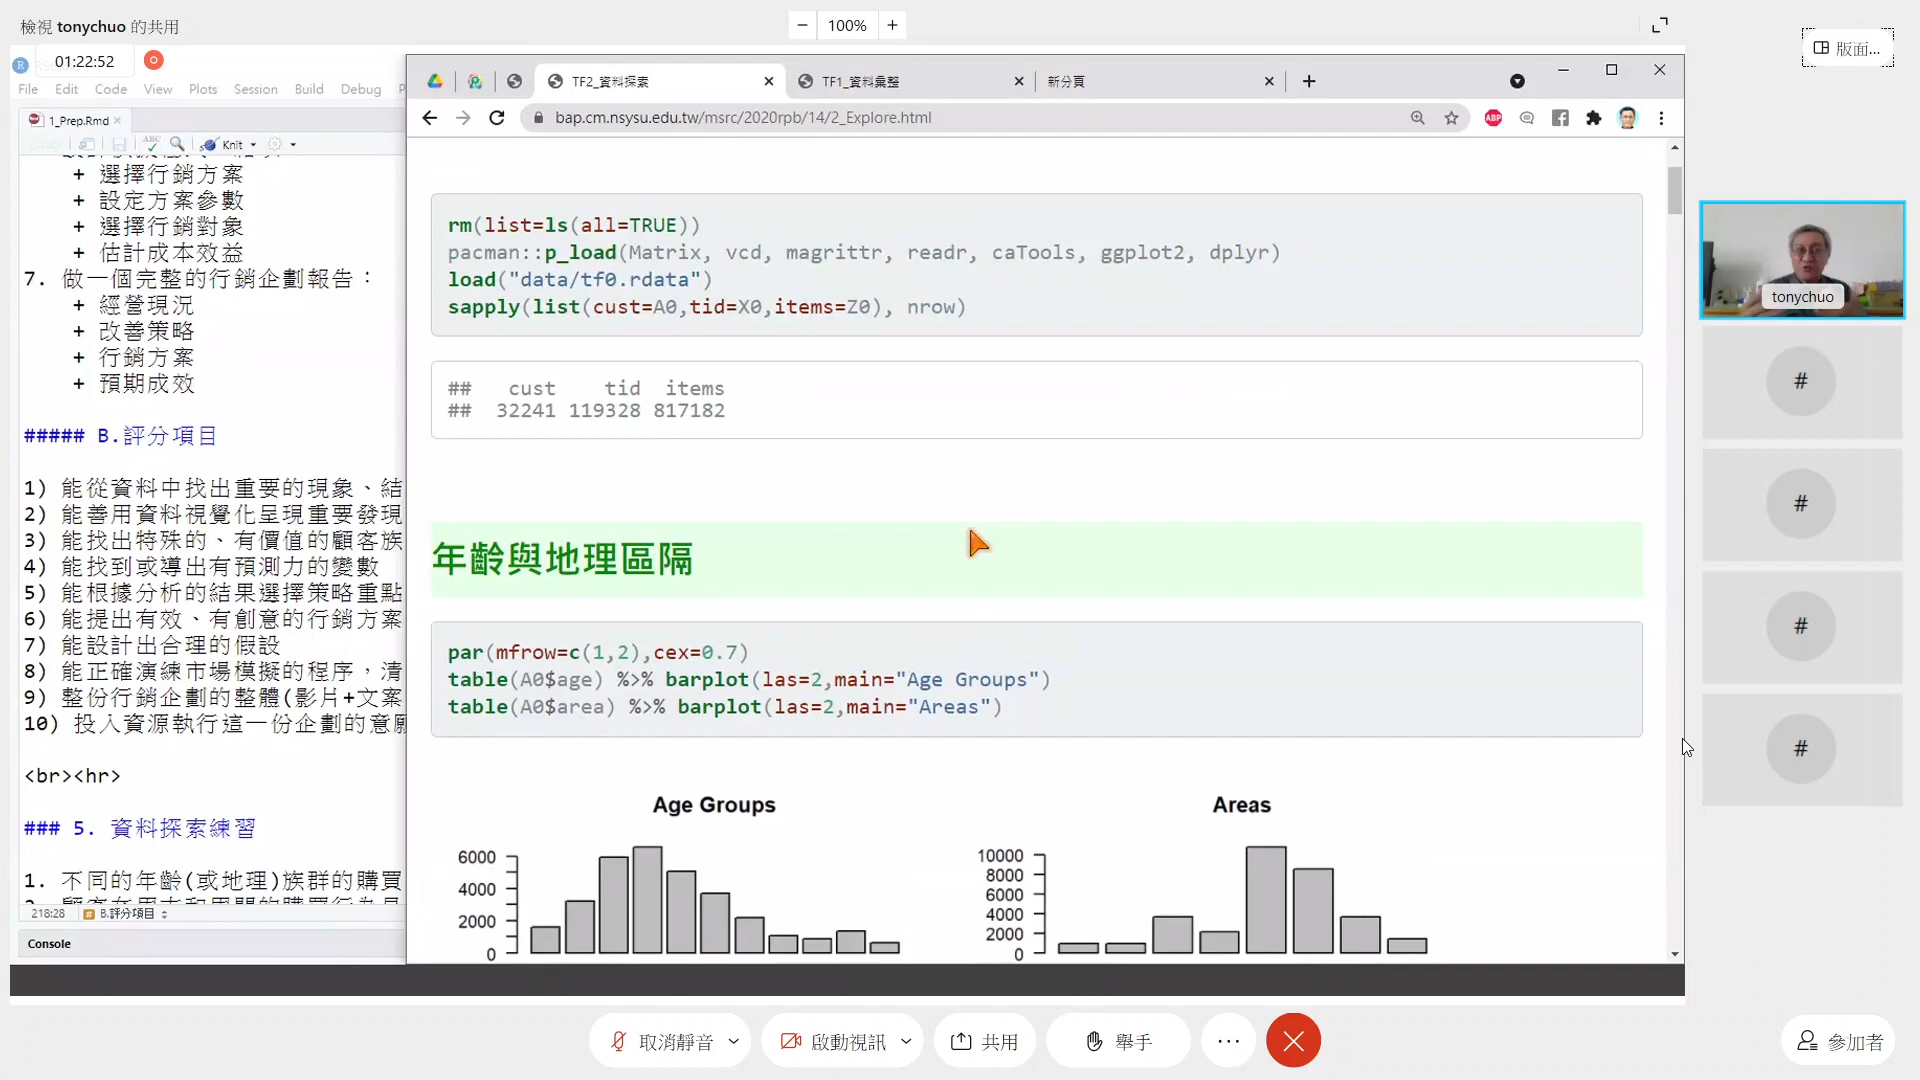 檢視 tonychuo 的共用
100%
版面...
01:22:52
File Edit Code View Plots Session Build Debug
1_Prep.Rmd
Knit
+ 選擇行銷方案
+ 設定方案參數
+ 選擇行銷對象
+ 估計成本效益
7. 做一個完整的行銷企劃報告：
+ 經營現況
+ 改善策略
+ 行銷方案
+ 預期成效
##### B.評分項目
1) 能從資料中找出重要的現象、結
2) 能善用資料視覺化呈現重要發現
3) 能找出特殊的、有價值的顧客族
4) 能找到或導出有預測力的變數
5) 能根據分析的結果選擇策略重點
6) 能提出有效、有創意的行銷方案
7) 能設計出合理的假設
8) 能正確演練市場模擬的程序，清
9) 整份行銷企劃的整體(影片+文案
10) 投入資源執行這一份企劃的意願
<br><hr>
### 5. 資料探索練習
1. 不同的年齡(或地理)族群的購買
218:28 B.評分項目
Console
TF2_資料探索
TF1_資料彙整
新分頁
bap.cm.nsysu.edu.tw/msrc/2020rpb/14/2_Explore.html
ABP
rm(list=ls(all=TRUE))
pacman::p_load(Matrix, vcd, magrittr, readr, caTools, ggplot2, dplyr)
load("data/tf0.rdata")
sapply(list(cust=A0,tid=X0,items=Z0), nrow)
## cust tid items
## 32241 119328 817182
年齡與地理區隔
par(mfrow=c(1,2),cex=0.7)
table(A0$age) %>% barplot(las=2,main="Age Groups")
table(A0$area) %>% barplot(las=2,main="Areas")
Age Groups
6000
4000
2000
0
Areas
10000
8000
6000
4000
2000
0
tonychuo
#
#
#
#
取消靜音
啟動視訊
共用
舉手
參加者